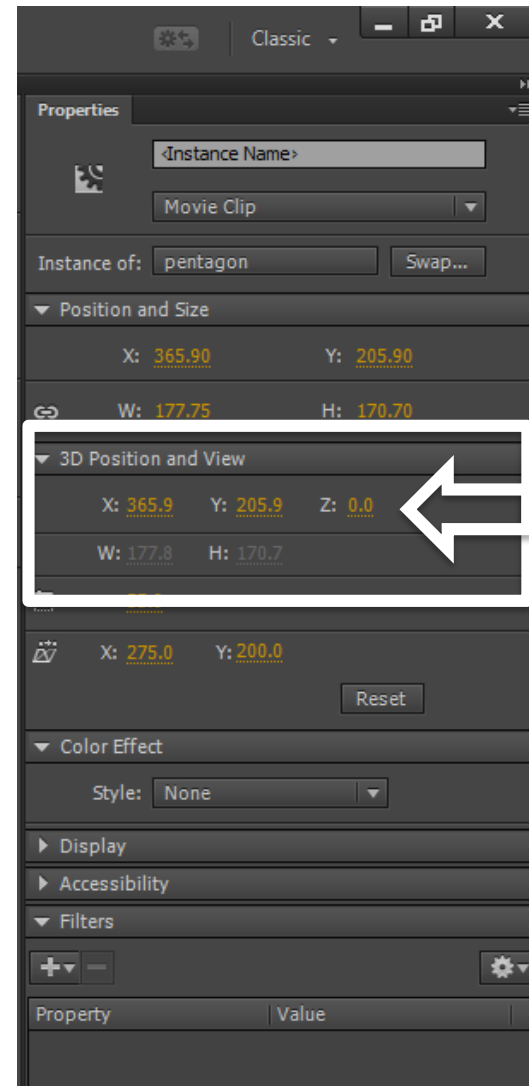 Classic
Properties
<Instance Name>
Movie Clip
Instance of: pentagon Swap...
Position and Size
X: 365.90 Y: 205.90
W: 177.75 H: 170.70
3D Position and View
X: 365.9 Y: 205.9 Z: 0.0
W: 177.8 H: 170.7
X: 275.0 Y: 200.0
Reset
Color Effect
Style: None
Display
Accessibility
Filters
Property Value